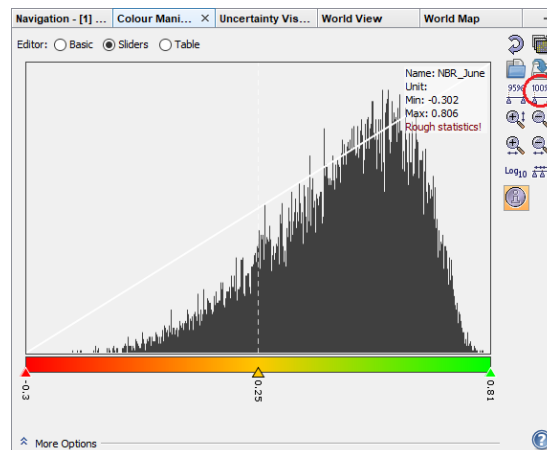 Navigation - [1] ... Colour Mani... × Uncertainty Vis... World View World Map
Editor: Basic Sliders Table
Name: NBR_June
Unit:
Min: -0.302
Max: 0.806
Rough statistics!
95% 100%
Log10
-0.3 0.25 0.81
More Options